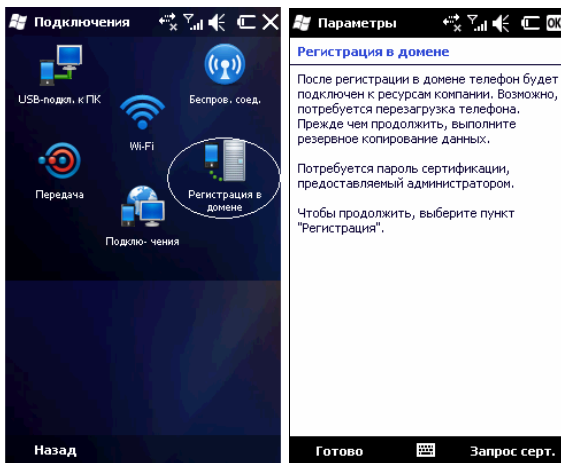 Подключения
USB-подкл. к ПК
Беспров. соед.
Wi-Fi
Передача
Регистрация в
домене
Подклю- чения
Назад
Параметры
OK
Регистрация в домене
После регистрации в домене телефон будет
подключен к ресурсам компании. Возможно,
потребуется перезагрузка телефона.
Прежде чем продолжить, выполните
резервное копирование данных.
Потребуется пароль сертификации,
предоставляемый администратором.
Чтобы продолжить, выберите пункт
"Регистрация".
Готово
Запрос серт.